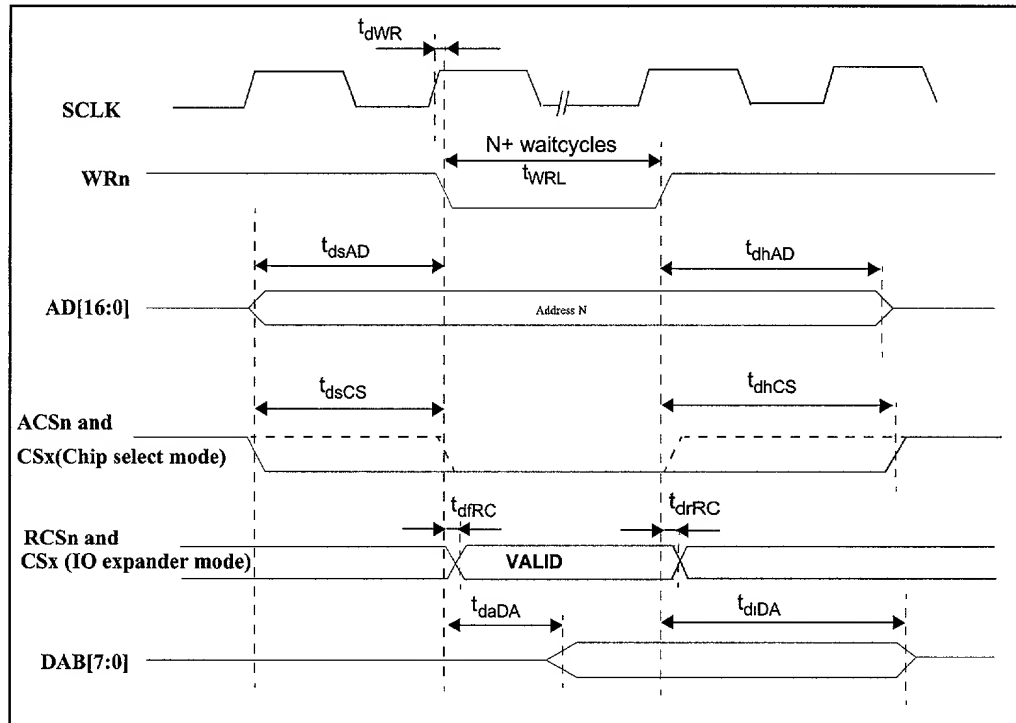 tdWR
SCLK
N+ waitcycles
tWRL
WRn
tdsAD
tdhAD
AD[16:0]
Address N
tdsCS
tdhCS
ACSn and
CSx(Chip select mode)
tdfRC
tdrRC
RCSn and
CSx (IO expander mode)
VALID
tdaDA
tdiDA
DAB[7:0]